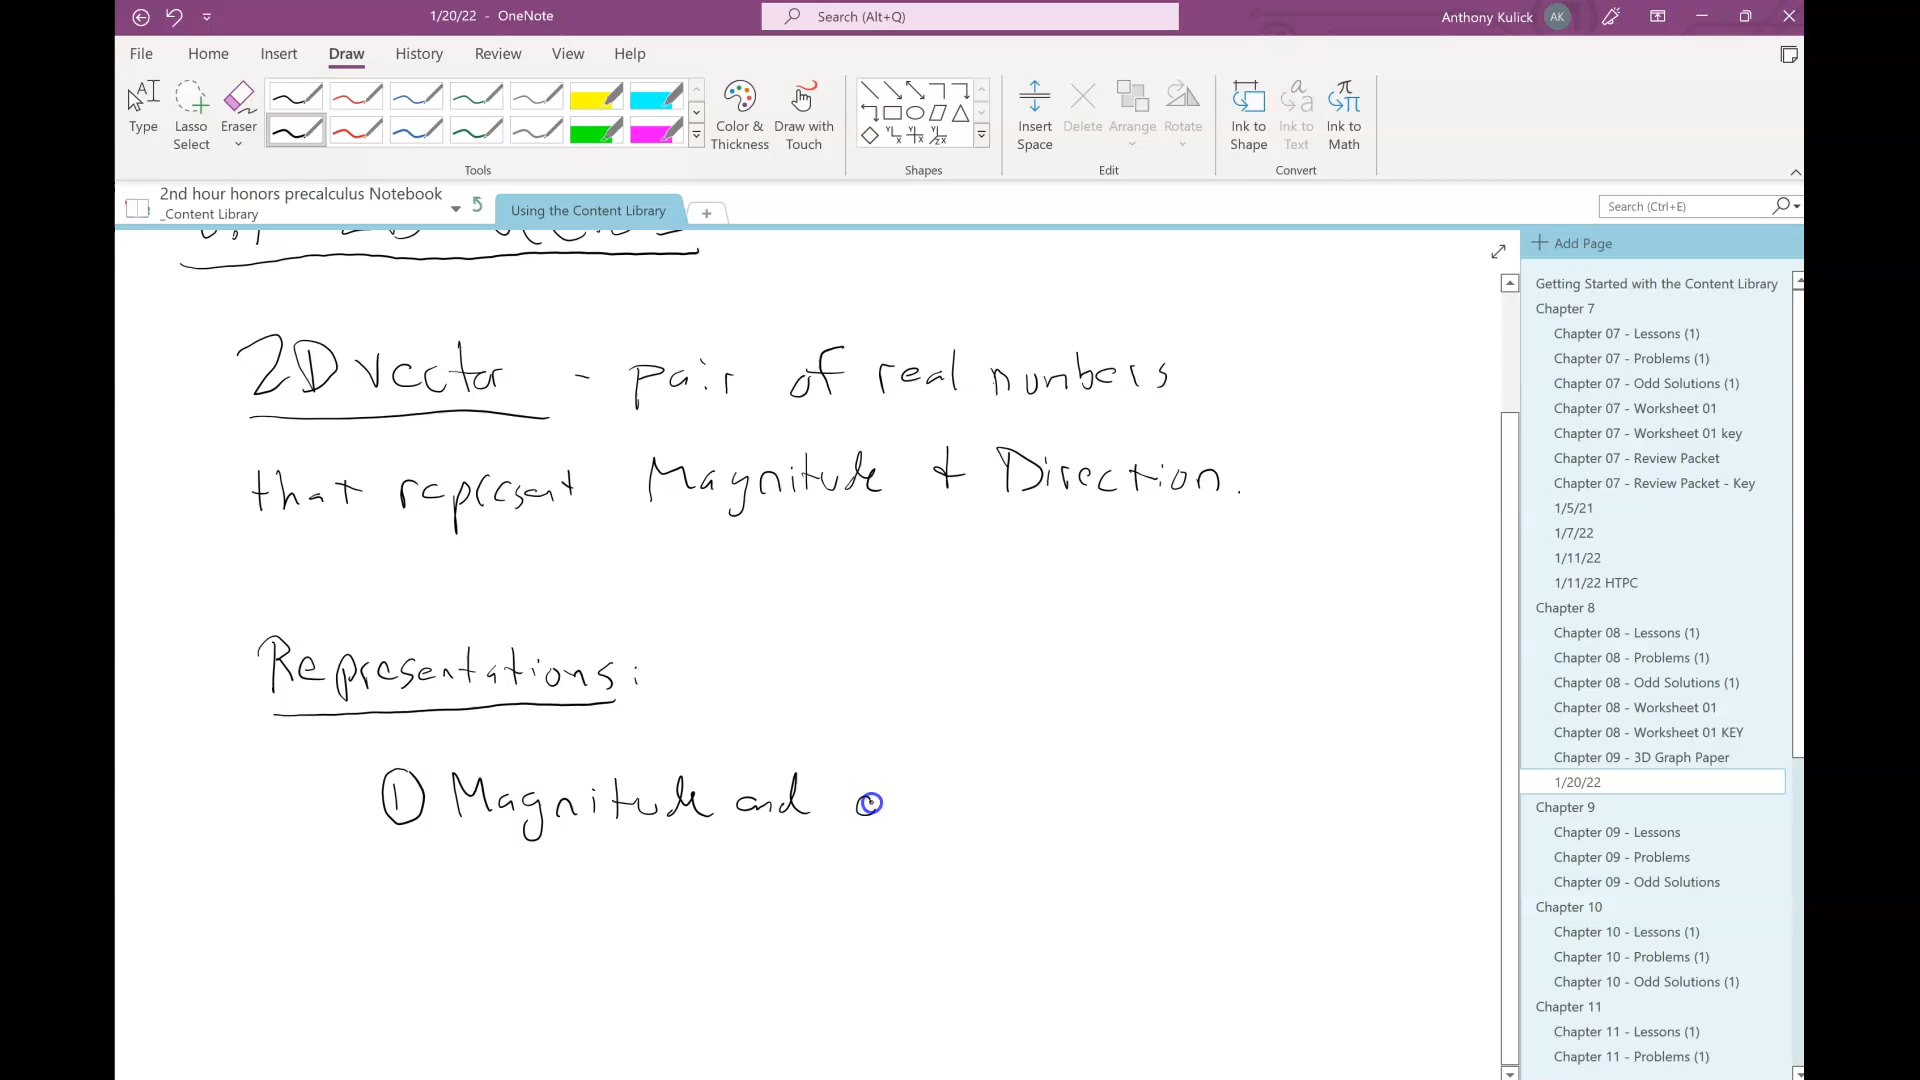 1/20/22 - OneNote
Search (Alt+Q)
Anthony Kulick
AK
File Home Insert Draw History Review View Help
Type
Lasso Select
Eraser
Color & Thickness
Draw with Touch
Insert Space
Delete
Arrange
Rotate
Ink to Shape
Ink to Text
Ink to Math
Tools
Shapes
Edit
Convert
2nd hour honors precalculus Notebook
_Content Library
Using the Content Library
Search (Ctrl+E)
2D vector - pair of real numbers
that represent Magnitude & Direction.
Representations:
① Magnitude and
Add Page
Getting Started with the Content Library
Chapter 7
Chapter 07 - Lessons (1)
Chapter 07 - Problems (1)
Chapter 07 - Odd Solutions (1)
Chapter 07 - Worksheet 01
Chapter 07 - Worksheet 01 key
Chapter 07 - Review Packet
Chapter 07 - Review Packet - Key
1/5/21
1/7/22
1/11/22
1/11/22 HTPC
Chapter 8
Chapter 08 - Lessons (1)
Chapter 08 - Problems (1)
Chapter 08 - Odd Solutions (1)
Chapter 08 - Worksheet 01
Chapter 08 - Worksheet 01 KEY
Chapter 09 - 3D Graph Paper
1/20/22
Chapter 9
Chapter 09 - Lessons
Chapter 09 - Problems
Chapter 09 - Odd Solutions
Chapter 10
Chapter 10 - Lessons (1)
Chapter 10 - Problems (1)
Chapter 10 - Odd Solutions (1)
Chapter 11
Chapter 11 - Lessons (1)
Chapter 11 - Problems (1)